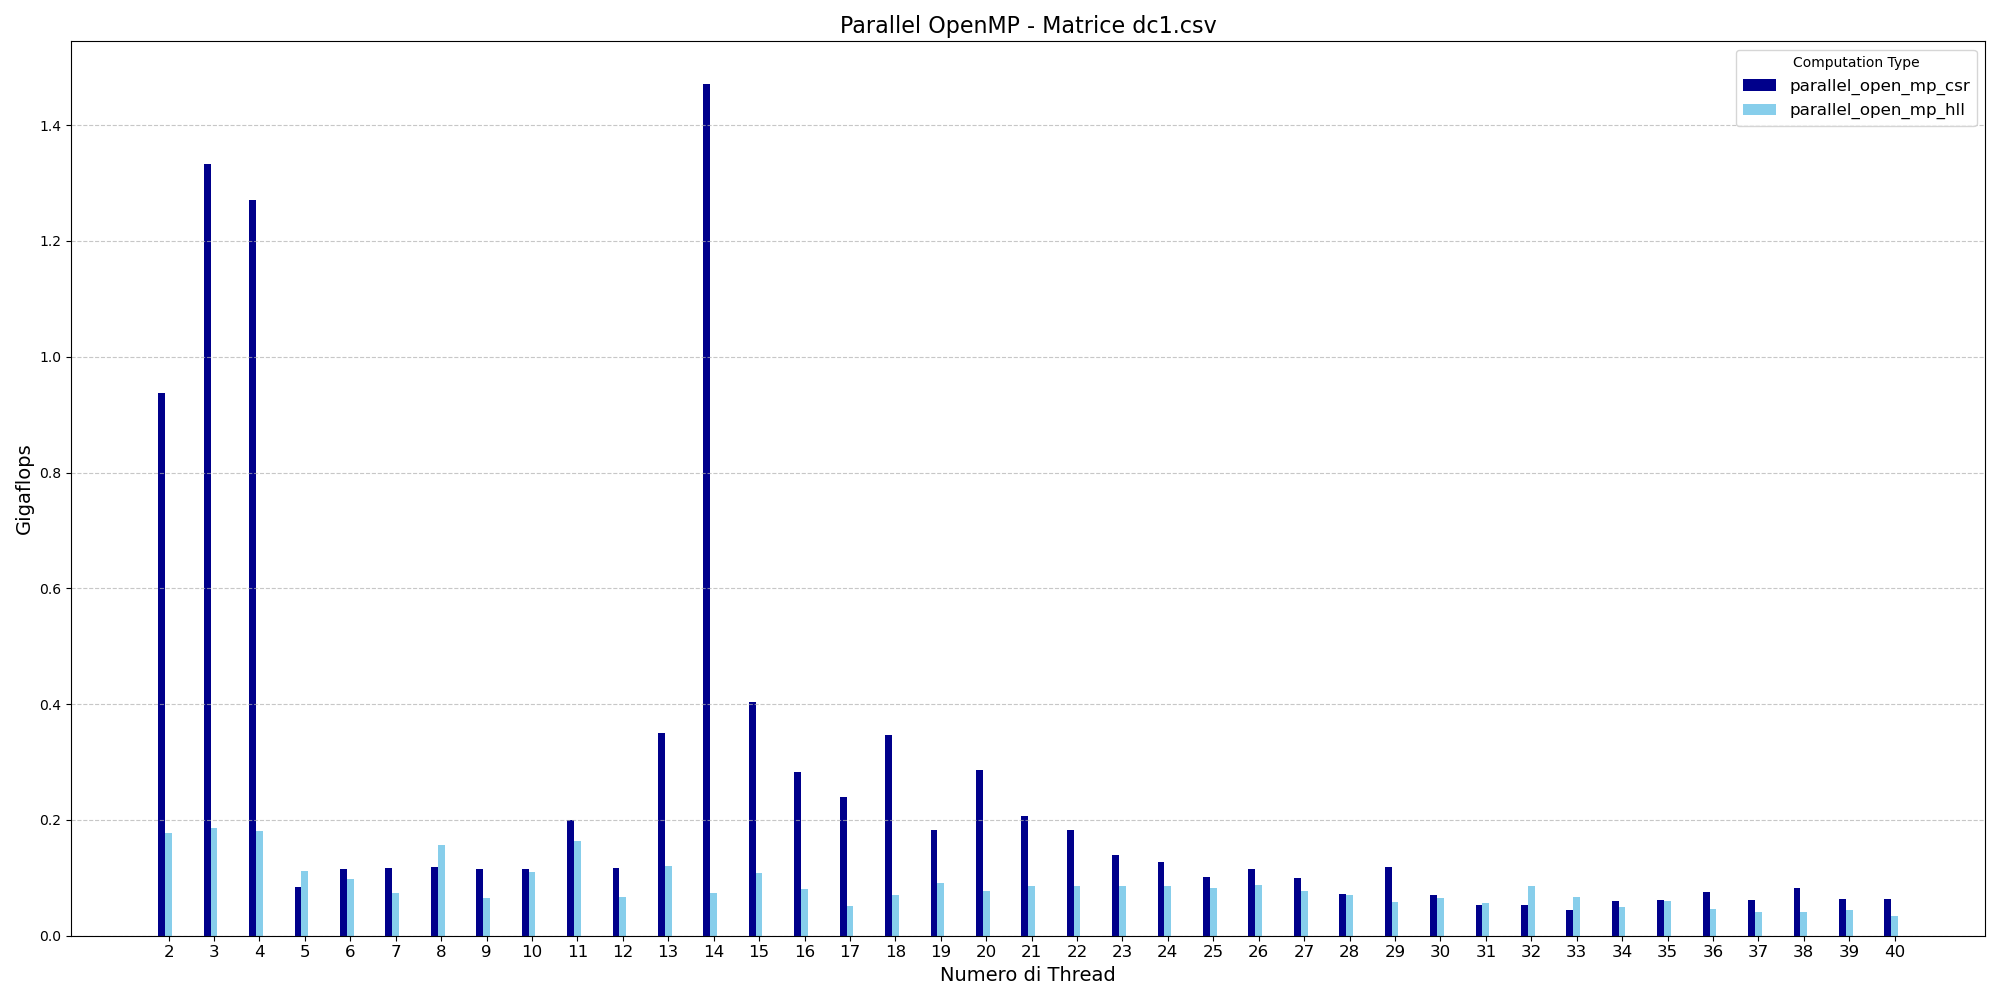 Parallel OpenMP - Matrice dc1.csv
Computation Type
parallel_open_mp_csr
parallel_open_mp_hll
Gigaflops
1.4
1.2
1.0
0.8
0.6
0.4
0.2
0.0
2 3 4 5 6 7 8 9 10 11 12 13 14 15 16 17 18 19 20 21 22 23 24 25 26 27 28 29 30 31 32 33 34 35 36 37 38 39 40
Numero di Thread